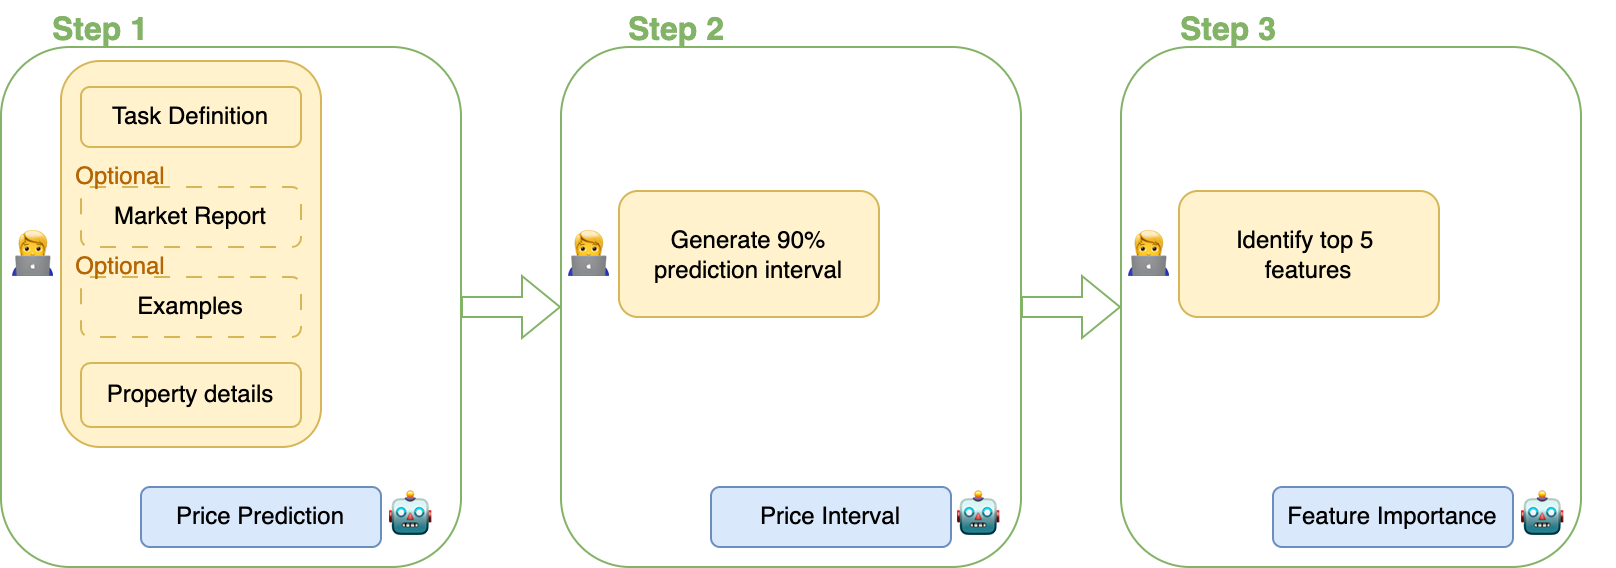 Step 1
Task Definition
Optional
Market Report
Optional
Examples
Property details
Price Prediction
Step 2
Generate 90%
prediction interval
Price Interval
Step 3
Identify top 5
features
Feature Importance